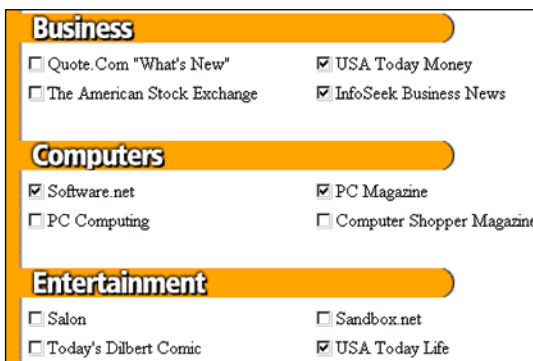 Business
Quote.Com "What's New" USA Today Money
The American Stock Exchange InfoSeek Business News
Computers
Software.net PC Magazine
PC Computing Computer Shopper Magazine
Entertainment
Salon Sandbox.net
Today's Dilbert Comic USA Today Life